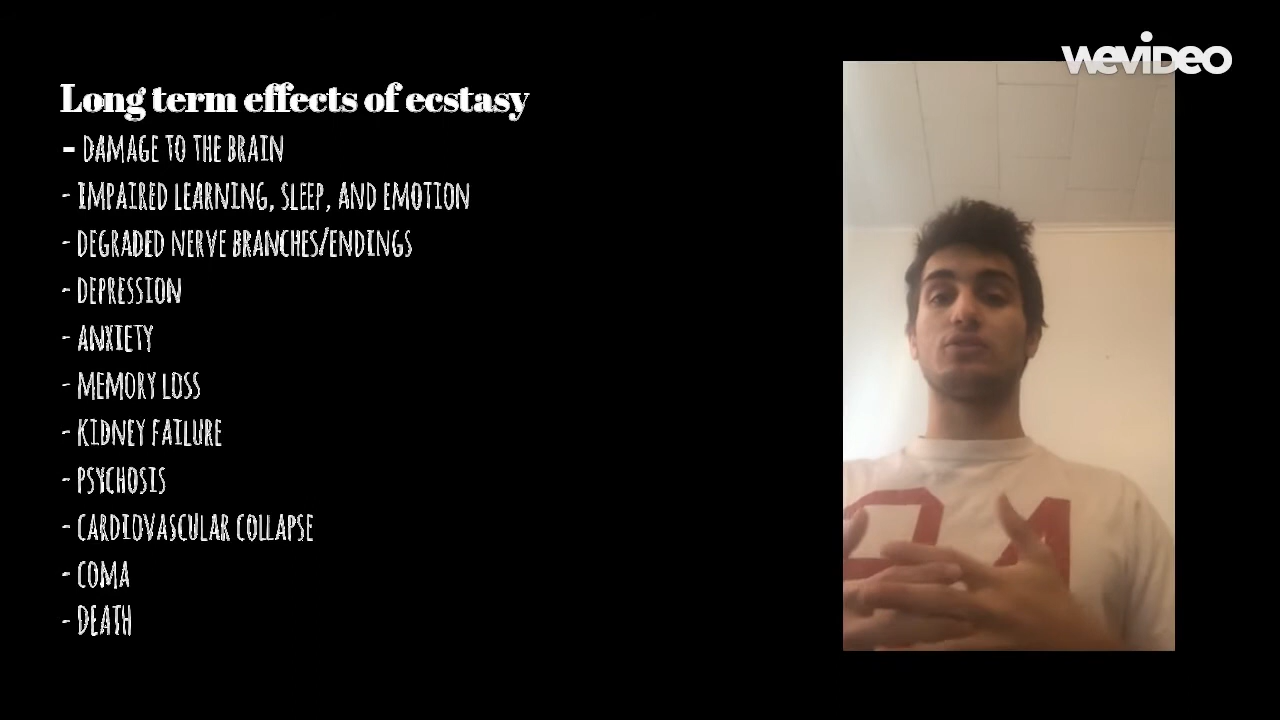 wevideo
Long term effects of ecstasy
- DAMAGE TO THE BRAIN
- IMPAIRED LEARNING, SLEEP, AND EMOTION
- DEGRADED NERVE BRANCHES/ENDINGS
- DEPRESSION
- ANXIETY
- MEMORY LOSS
- KIDNEY FAILURE
- PSYCHOSIS
- CARDIOVASCULAR COLLAPSE
- COMA
- DEATH